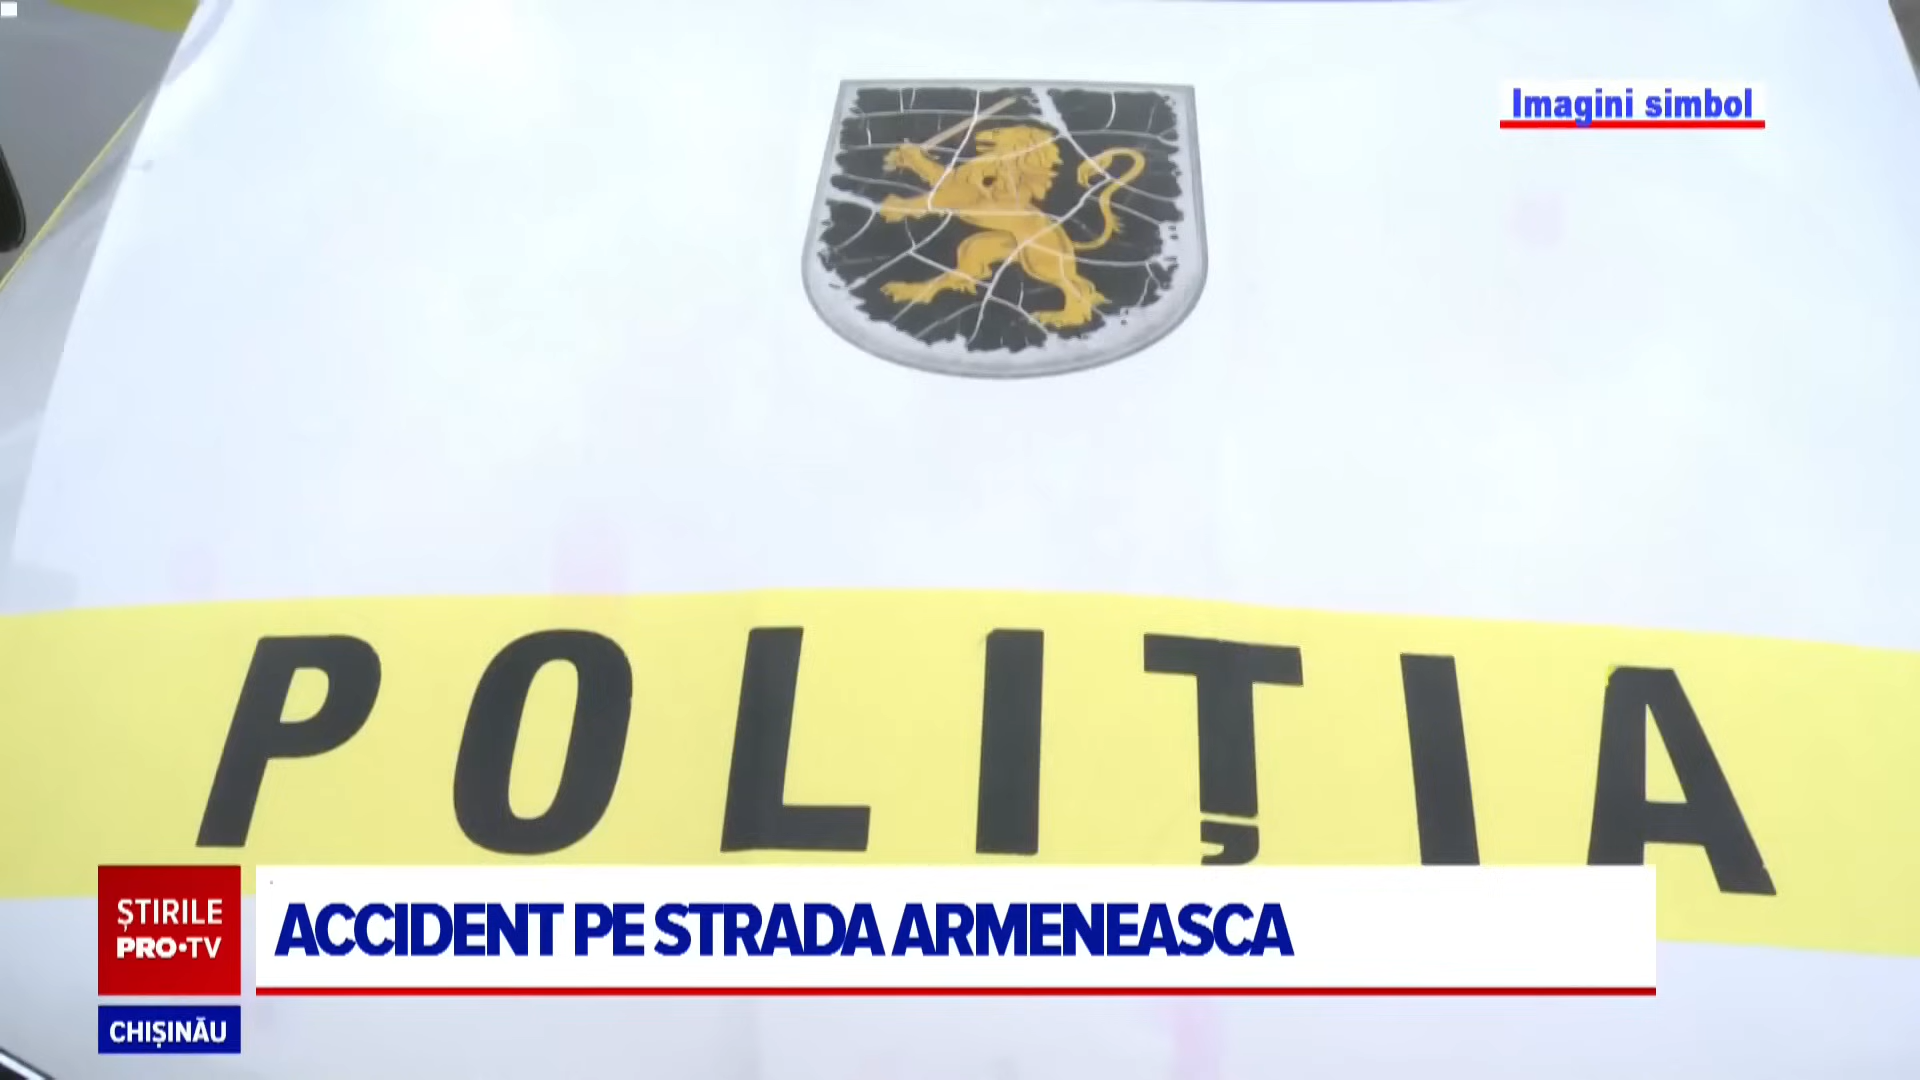 Imagini simbol
POLIȚIA
ȘTIRILE
PRO•TV
ACCIDENT PE STRADA ARMENEASCA
CHIȘINĂU